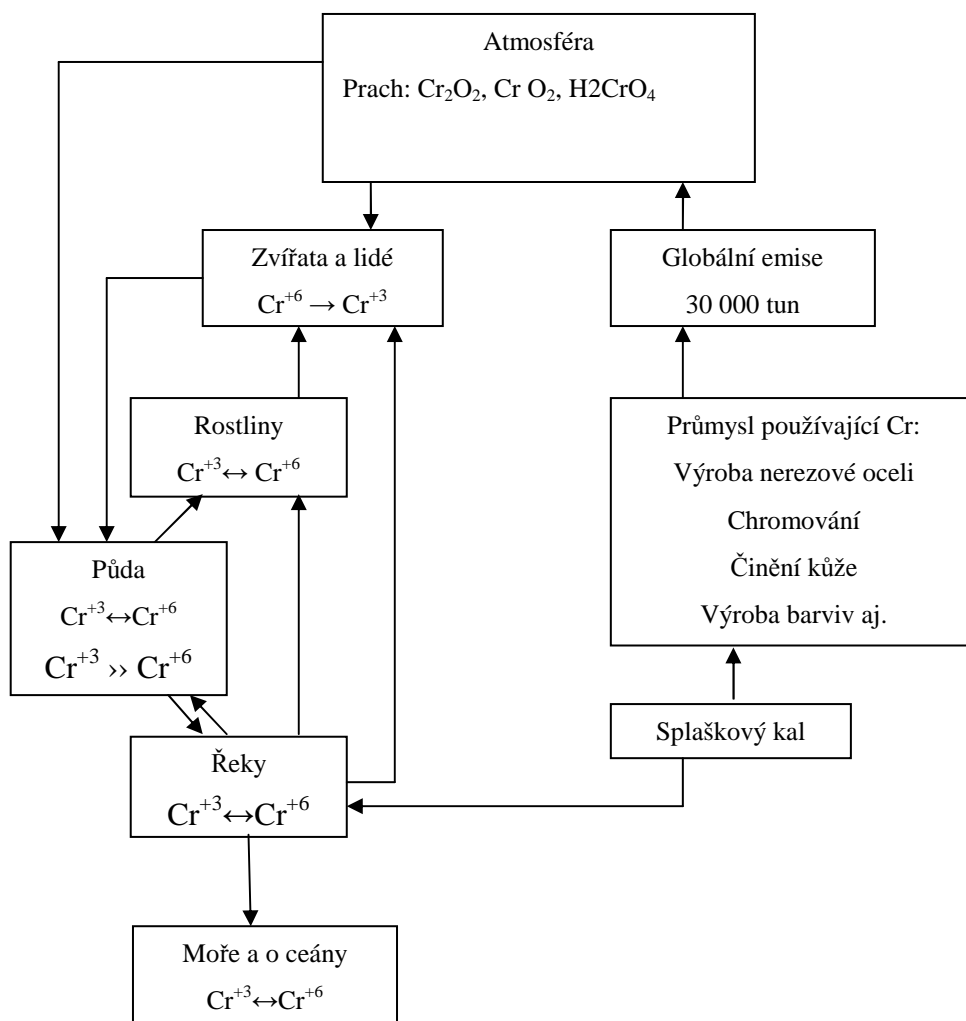 Atmosféra
Prach: Cr₂O₂, Cr O₂, H2CrO₄
Zvířata a lidé
Cr⁺⁶ → Cr⁺³
Globální emise
30 000 tun
Rostliny
Cr⁺³↔ Cr⁺⁶
Průmysl používající Cr:
Výroba nerezové oceli
Chromování
Činění kůže
Výroba barviv aj.
Půda
Cr⁺³↔Cr⁺⁶
Cr⁺³ ›› Cr⁺⁶
Splaškový kal
Řeky
Cr⁺³↔Cr⁺⁶
Moře a o ceány
Cr⁺³↔Cr⁺⁶